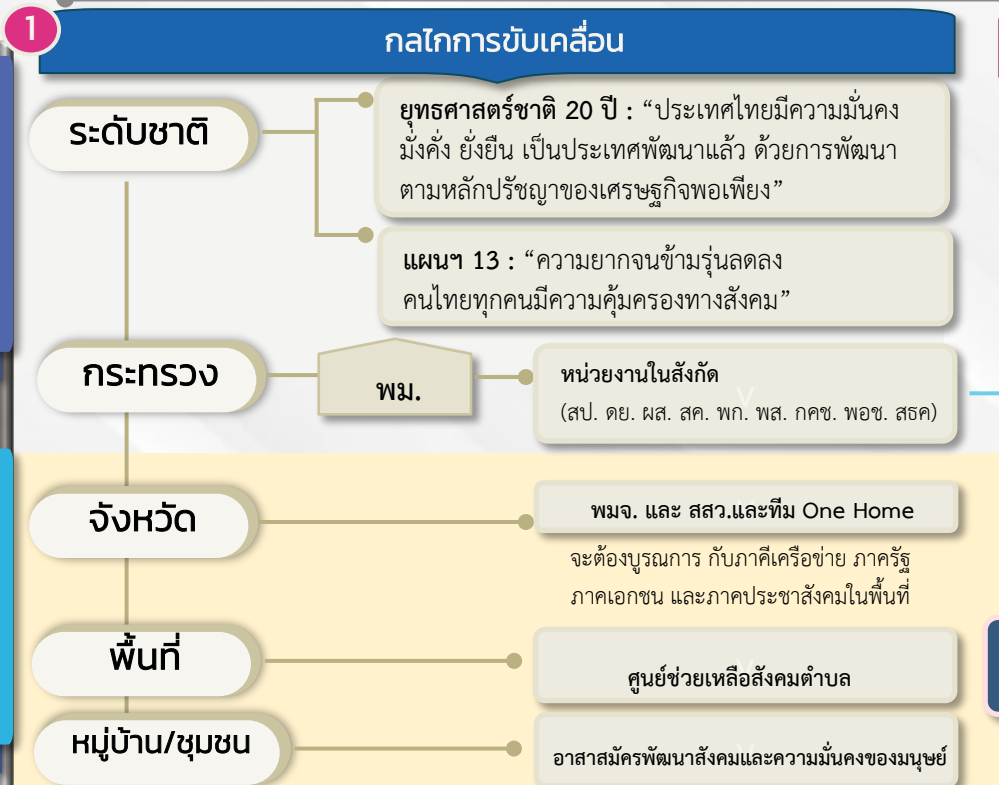 1
กลไกการขับเคลื่อน
ระดับชาติ
ยุทธศาสตร์ชาติ 20 ปี : “ประเทศไทยมีความมั่นคง
มั่งคั่ง ยั่งยืน เป็นประเทศพัฒนาแล้ว ด้วยการพัฒนา
ตามหลักปรัชญาของเศรษฐกิจพอเพียง”
แผนฯ 13 : “ความยากจนข้ามรุ่นลดลง
คนไทยทุกคนมีความคุ้มครองทางสังคม”
กระทรวง
พม.
หน่วยงานในสังกัด
(สป. ดย. ผส. สค. พก. พส. กคช. พอช. สธค)
จังหวัด
พมจ. และ สสว.และทีม One Home
จะต้องบูรณการ กับภาคีเครือข่าย ภาครัฐ
ภาคเอกชน และภาคประชาสังคมในพื้นที่
พื้นที่
ศูนย์ช่วยเหลือสังคมตำบล
หมู่บ้าน/ชุมชน
อาสาสมัครพัฒนาสังคมและความมั่นคงของมนุษย์